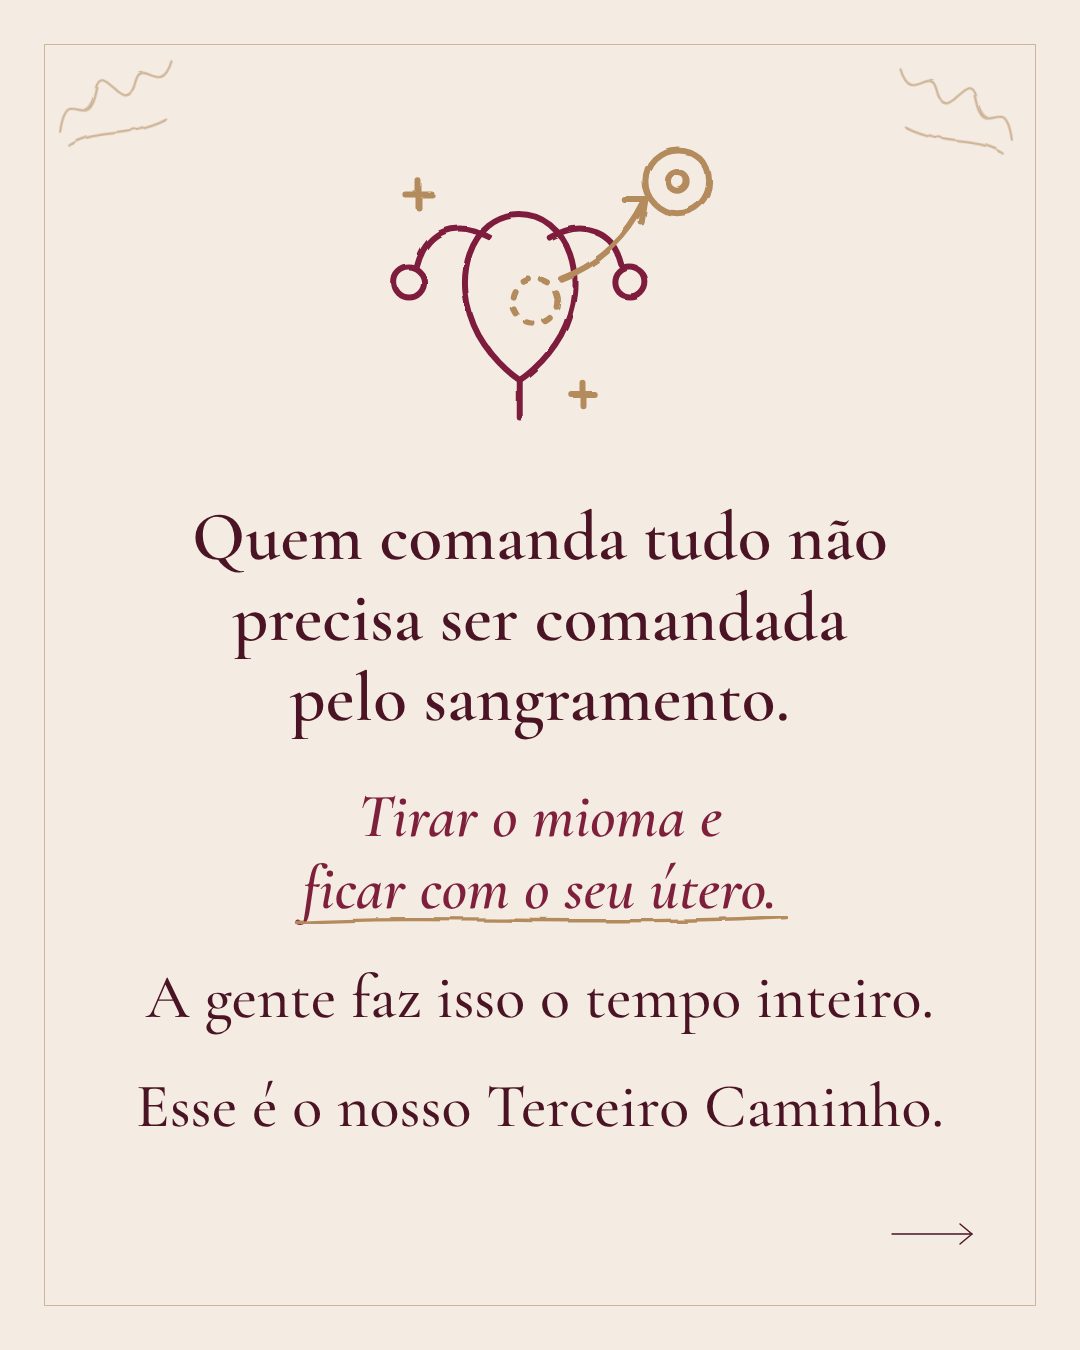 Quem comanda tudo não
precisa ser comandada
pelo sangramento.
Tirar o mioma e
ficar com o seu útero.
A gente faz isso o tempo inteiro.
Esse é o nosso Terceiro Caminho.